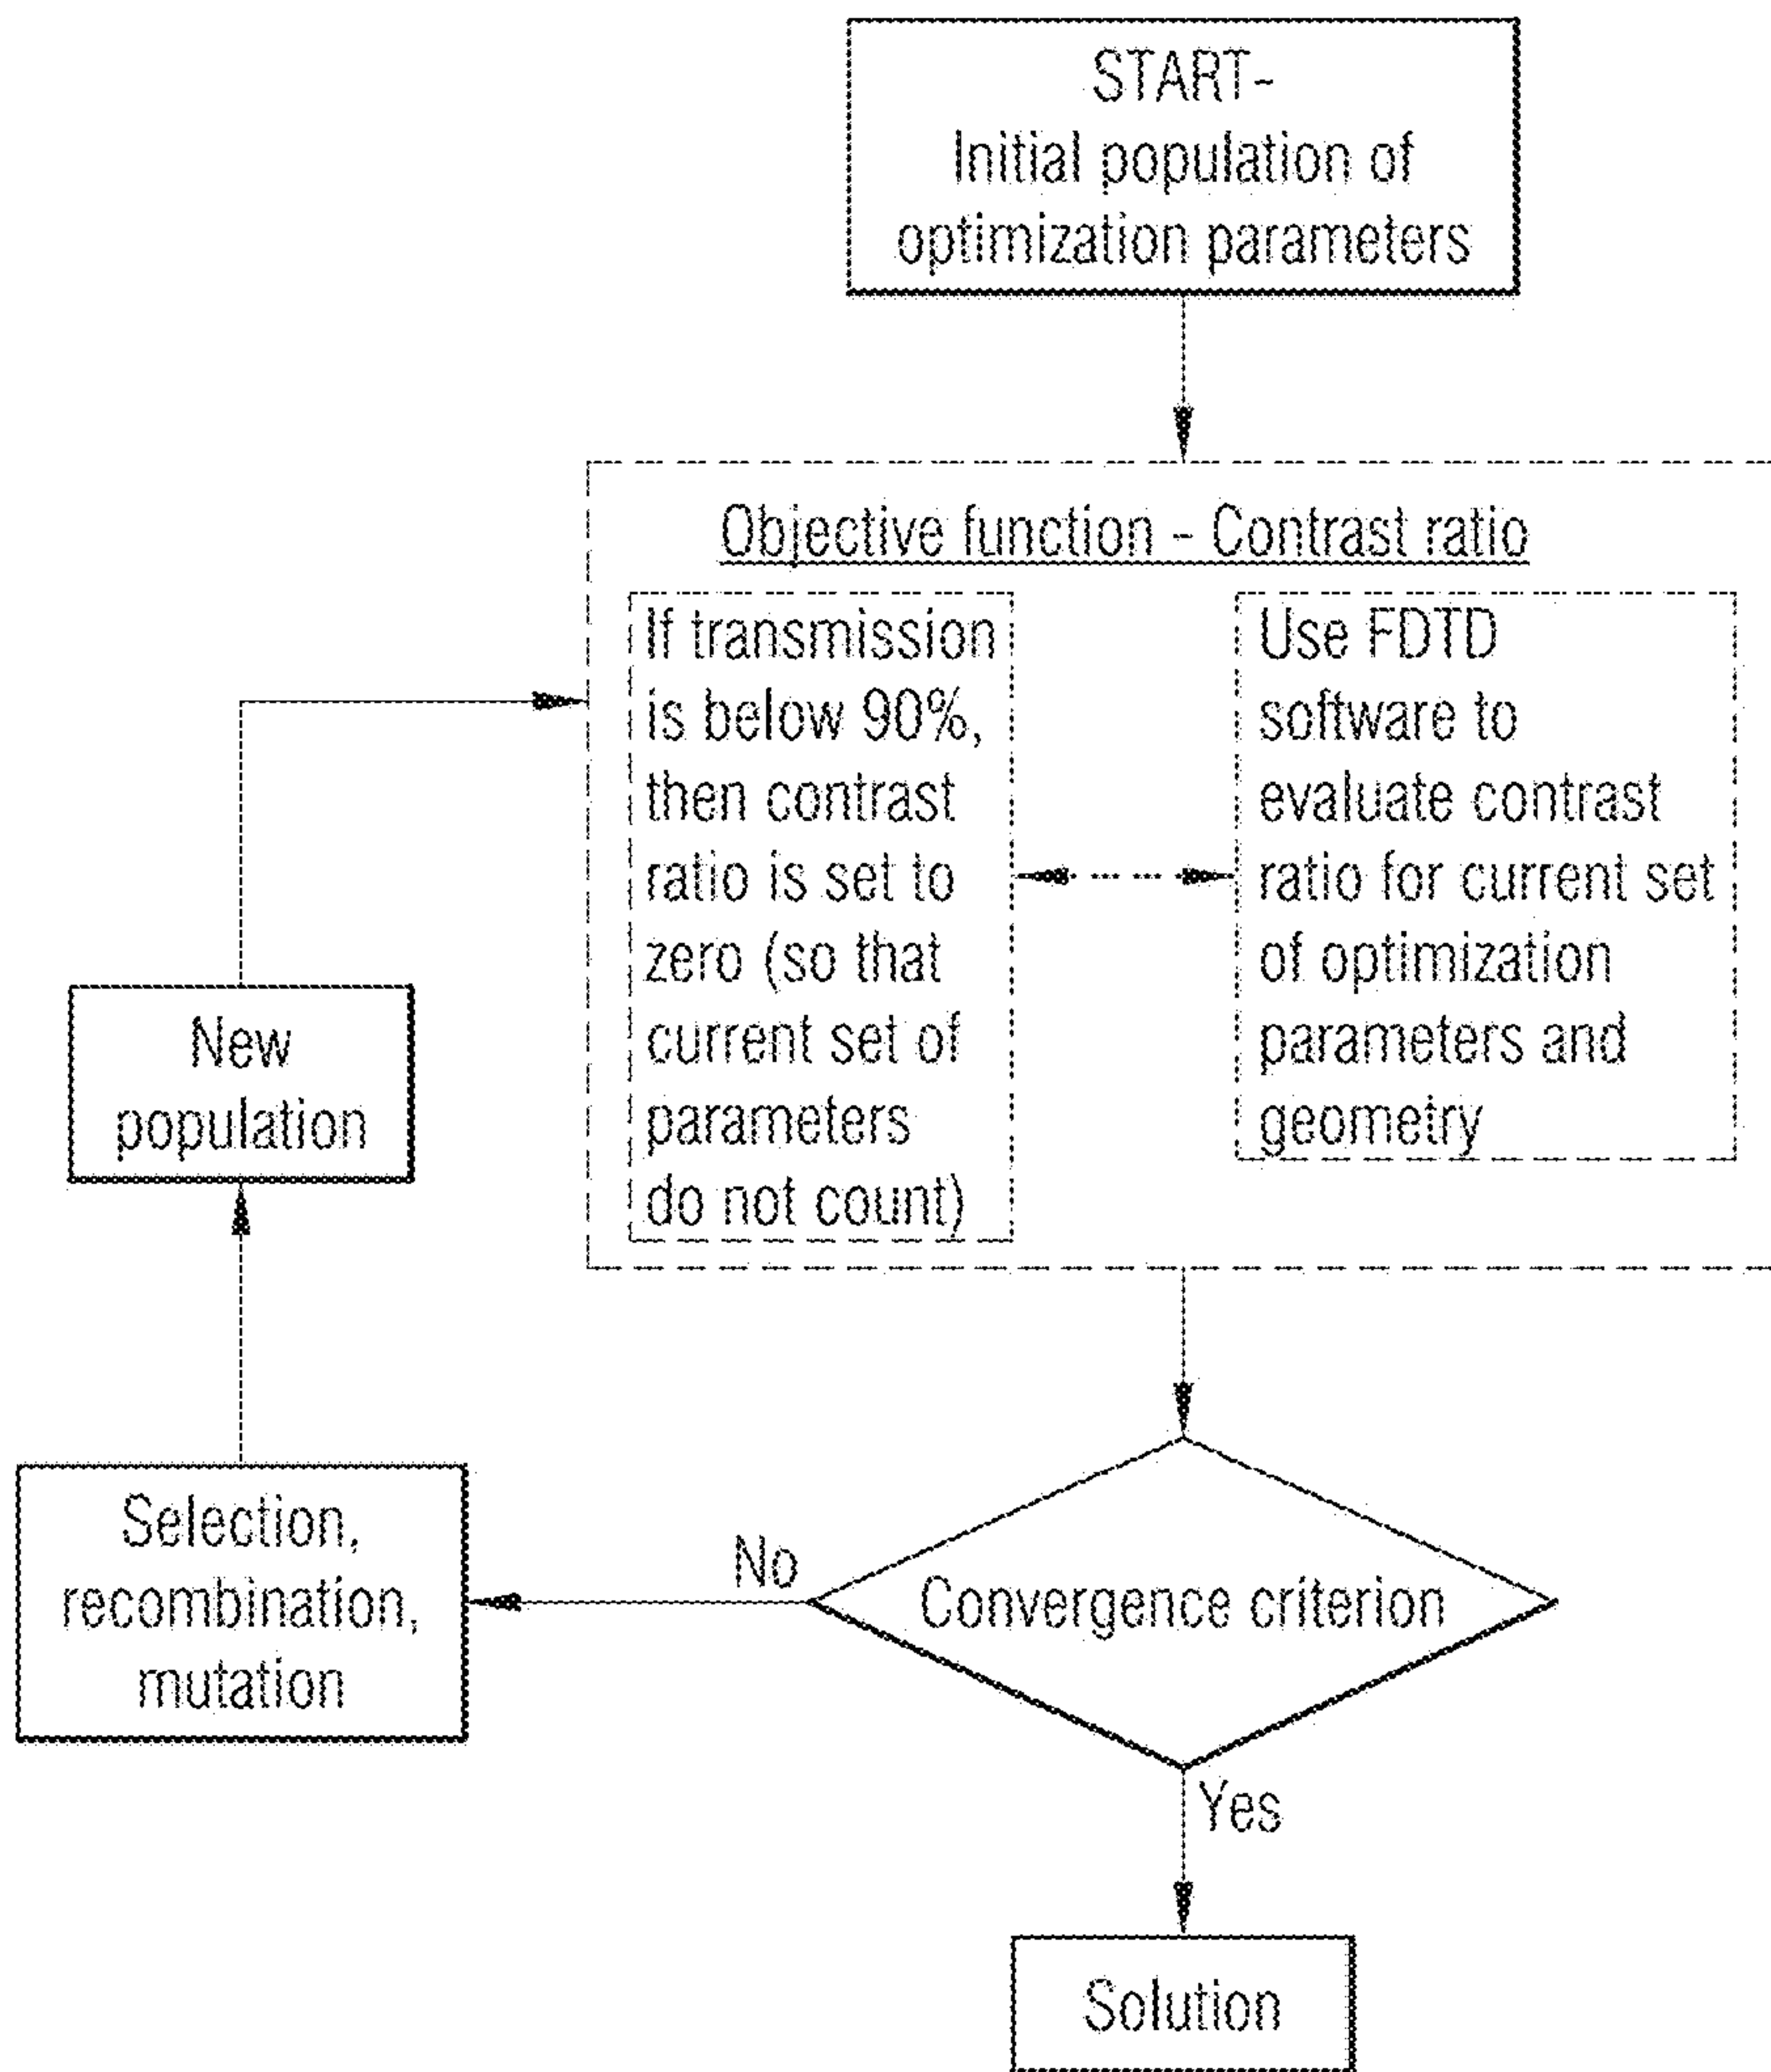 START-
Initial population of
optimization parameters
Objective function - Contrast ratio
If transmission
is below 90%,
then contrast
ratio is set to
zero (so that
current set of
parameters
do not count)
Use FDTD
software to
evaluate contrast
ratio for current set
of optimization
parameters and
geometry
New
population
Selection,
recombination,
mutation
No
Convergence criterion
Yes
Solution